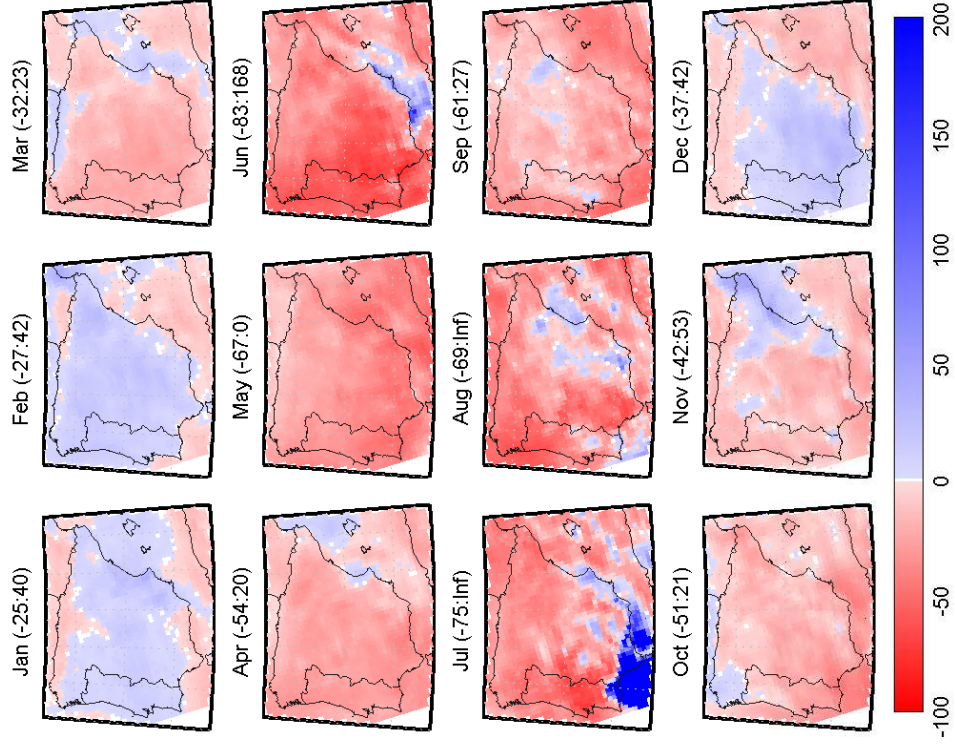 Jan (-25:40)
Feb (-27:42)
Mar (-32:23)
Apr (-54:20)
May (-67:0)
Jun (-83:168)
Jul (-75:Inf)
Aug (-69:Inf)
Sep (-61:27)
Oct (-51:21)
Nov (-42:53)
Dec (-37:42)
-100
-50
0
50
100
150
200